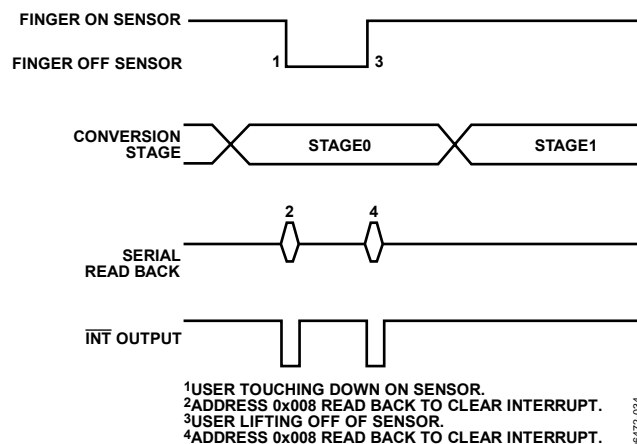 FINGER ON SENSOR
FINGER OFF SENSOR
1
3
CONVERSION
STAGE
STAGE0
STAGE1
2
4
SERIAL
READ BACK
INT OUTPUT
1USER TOUCHING DOWN ON SENSOR.
2ADDRESS 0x008 READ BACK TO CLEAR INTERRUPT.
3USER LIFTING OFF OF SENSOR.
4ADDRESS 0x008 READ BACK TO CLEAR INTERRUPT.